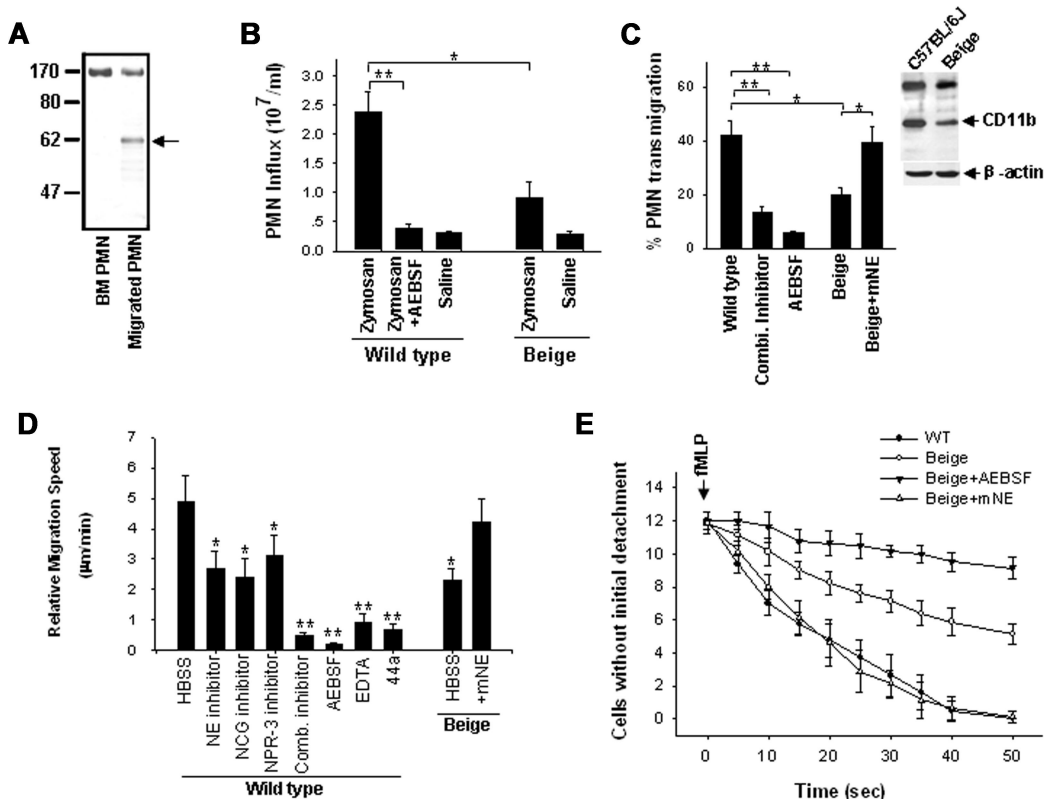 A
170
80
62
47
BM PMN
Migrated PMN
B
PMN Influx (10⁷/ml)
3.0
2.5
2.0
1.5
1.0
.5
0.0
*
**
Zymosan
Zymosan
+AEBSF
Saline
Zymosan
Saline
Wild type
Beige
C
% PMN trans migration
60
40
20
0
**
**
*
*
Wild type
Combi. Inhibitor
AEBSF
Beige
Beige+mNE
C57BL/6J
Beige
CD11b
β -actin
D
Relative Migration Speed
(µm/min)
7
6
5
4
3
2
1
0
*
*
*
**
**
**
**
*
HBSS
NE inhibitor
NCG inhibitor
NPR-3 inhibitor
Comb. inhibitor
AEBSF
EDTA
44a
HBSS
+mNE
Wild type
Beige
E
fMLP
WT
Beige
Beige+AEBSF
Beige+mNE
Cells without initial detachment
14
12
10
8
6
4
2
0
0
10
20
30
40
50
Time (sec)